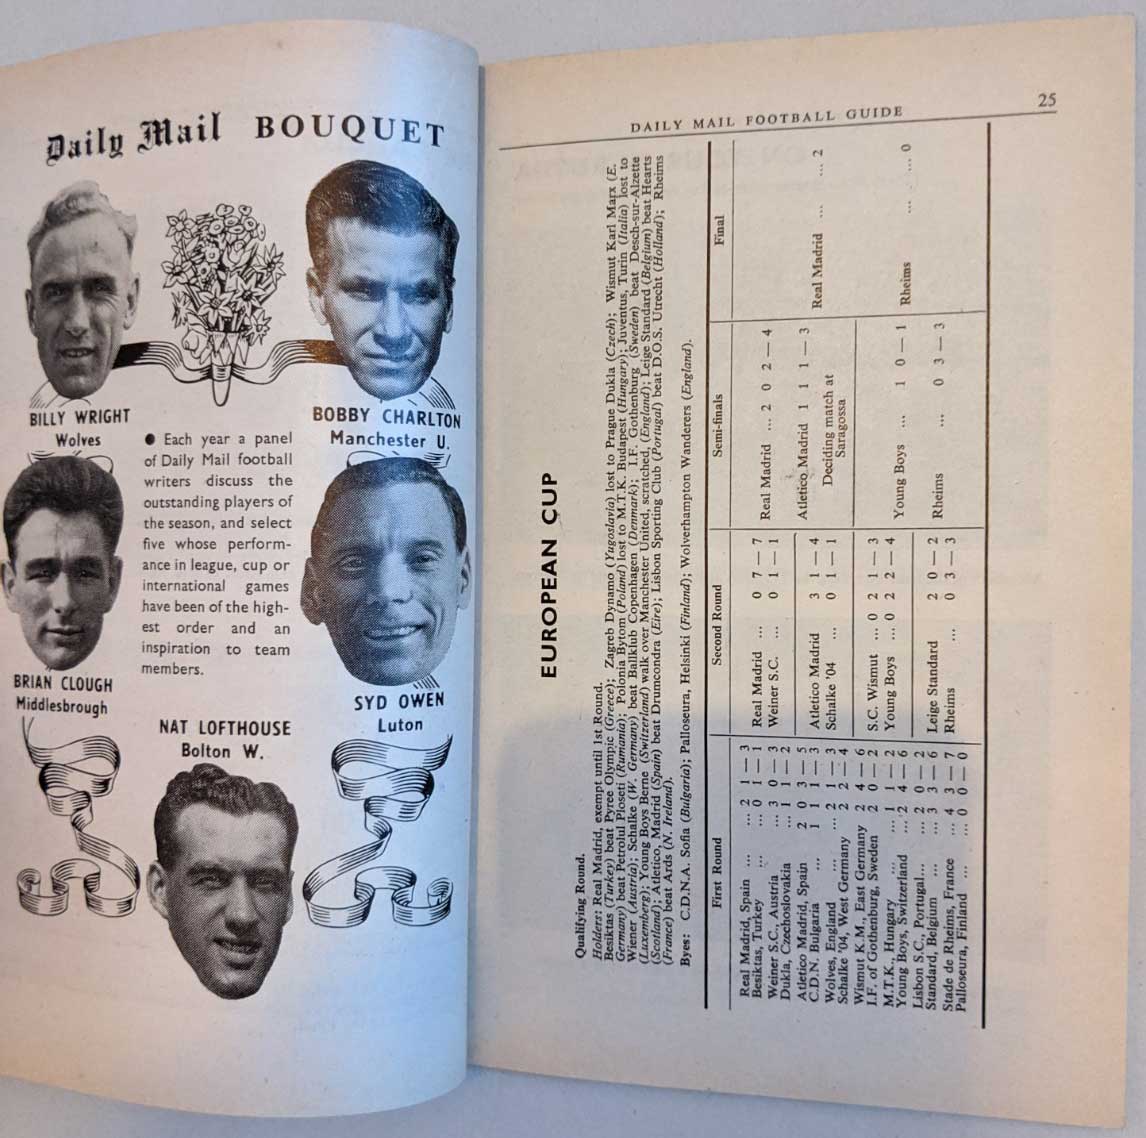 Daily Mail BOUQUET
BILLY WRIGHT
Wolves
BOBBY CHARLTON
Manchester U.
● Each year a panel
of Daily Mail football
writers discuss the
outstanding players of
the season, and select
five whose perform-
ance in league, cup or
international games
have been of the high-
est order and an
inspiration to team
members.
BRIAN CLOUGH
Middlesbrough
SYD OWEN
Luton
NAT LOFTHOUSE
Bolton W.
DAILY MAIL FOOTBALL GUIDE
25
EUROPEAN CUP
Qualifying Round.
Holders: Real Madrid, exempt until 1st Round.
Besiktas (Turkey) beat Pyree Olympic (Greece); Zagreb Dynamo (Yugoslavia) lost to Prague Dukla (Czech); Wismut Karl Marx (E.
Germany) beat Petrolul Ploseti (Rumania); Polonia Bytom (Poland) lost to M.T.K. Budapest (Hungary); Juventus, Turin (Italia) lost to
Wiener (Austria); Schalke (W. Germany) beat Ballklub Copenhagen (Denmark); I.F. Gothenburg (Sweden) beat Desch-sur-Alzette
(Luxemberg); Young Boys Berne (Switzerland) walk over Manchester United, scratched, (England); Leige Standard (Belgium) beat Hearts
(Scotland); Atletico, Madrid (Spain) beat Drumcondra (Eire); Lisbon Sporting Club (Portugal) beat D.O.S. Utrecht (Holland); Rheims
(France) beat Ards (N. Ireland).
Byes: C.D.N.A. Sofia (Bulgaria); Palloseura, Helsinki (Finland); Wolverhampton Wanderers (England).
First Round
Real Madrid, Spain ... ... 2 1—3
Besiktas, Turkey ... ... 0 1—1
Weiner S.C., Austria ... 3 0—3
Dukla, Czechoslovakia ... 1 1—2
Atletico Madrid, Spain 2 0 3—5
C.D.N. Bulgaria ... 1 1 1—3
Wolves, England ... ... 2 1—3
Schalke '04, West Germany 2 2—4
Wismut K.M., East Germany 2 4—6
I.F. of Gothenburg, Sweden 2 0—2
M.T.K., Hungary ... ... 1 1—2
Young Boys, Switzerland ... 2 4—6
Lisbon S.C., Portugal... ... 2 0—2
Standard, Belgium ... ... 3 3—6
Stade de Rheims, France ... 4 3—7
Palloseura, Finland ... ... 0 0—0
Second Round
Real Madrid ... 0 7—7
Weiner S.C. ... 0 1—1
Atletico Madrid 3 1—4
Schalke '04 ... 0 1—1
S.C. Wismut ... 0 2 1—3
Young Boys ... 0 2 2—4
Leige Standard 2 0—2
Rheims ... 0 3—3
Semi-finals
Real Madrid ... 2 0 2—4
Atletico Madrid 1 1 1—3
Deciding match at
Saragossa
Young Boys ... 1 0—1
Rheims ... 0 3—3
Final
Real Madrid ... ... 2
Rheims ... ... 0